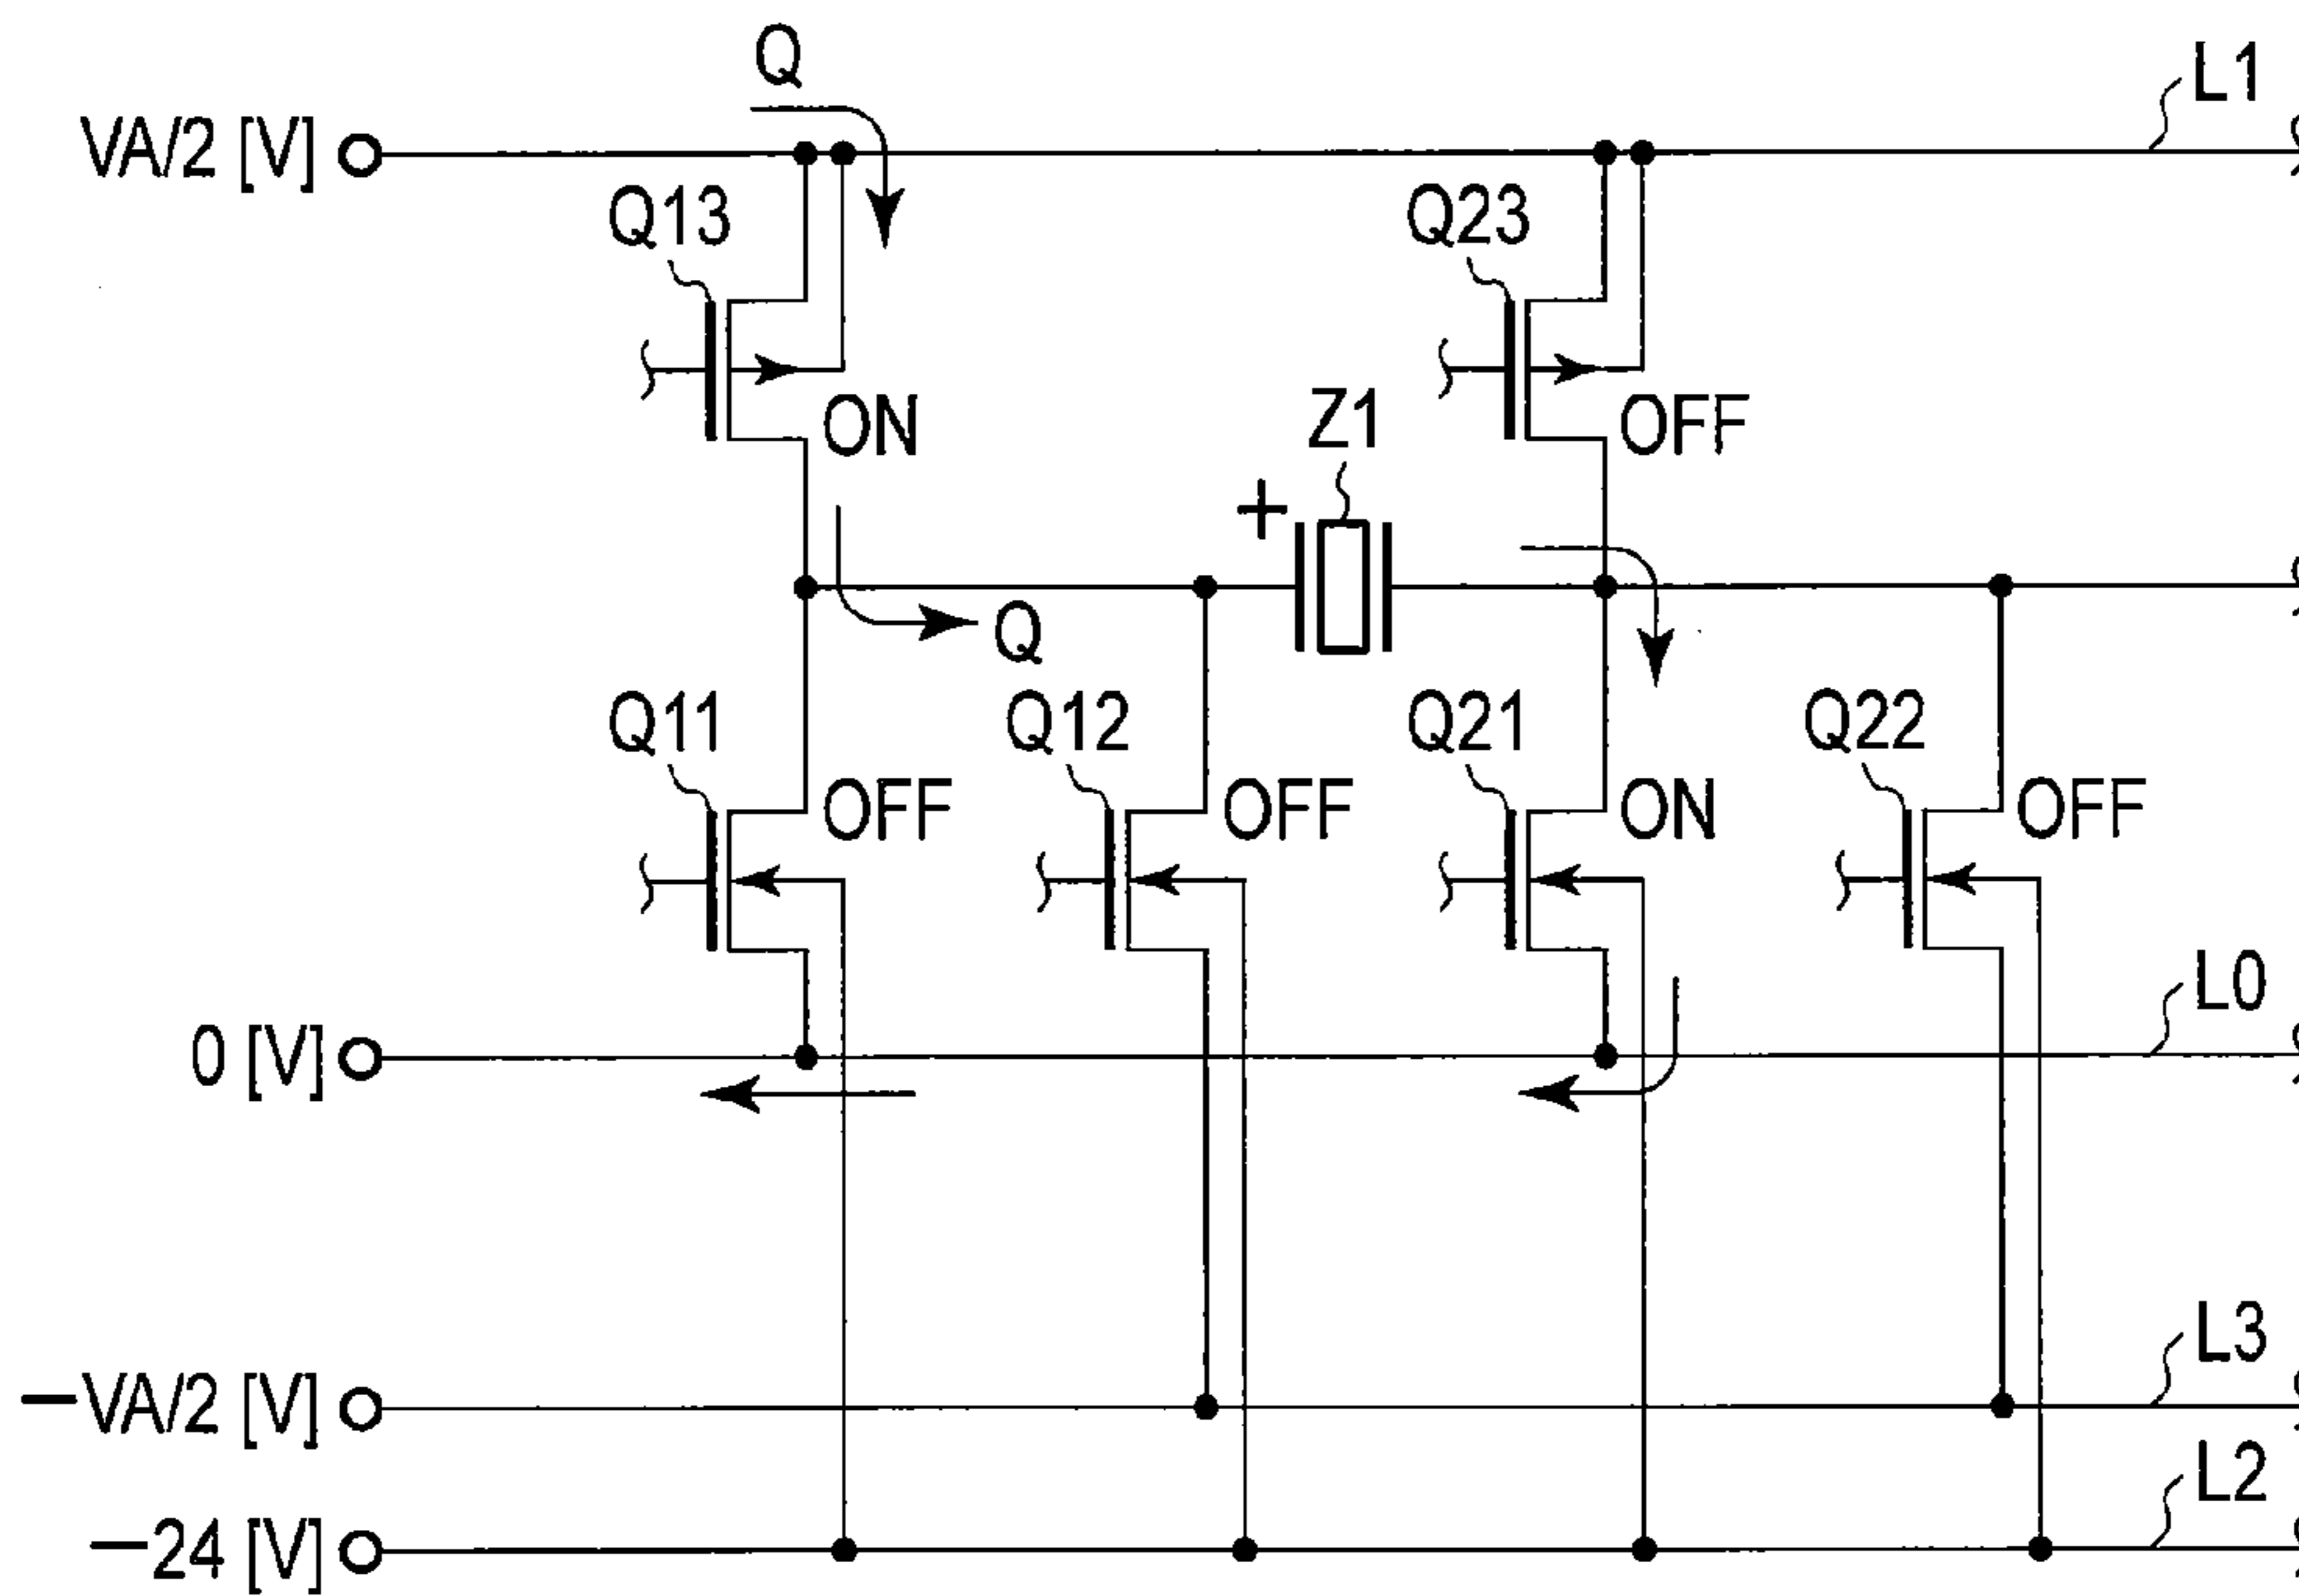 Q
L1
VA/2 [V]
Q13
Q23
ON
Z1
OFF
+
Q
Q11
Q12
Q21
Q22
OFF
OFF
ON
OFF
L0
0 [V]
L3
−VA/2 [V]
L2
−24 [V]